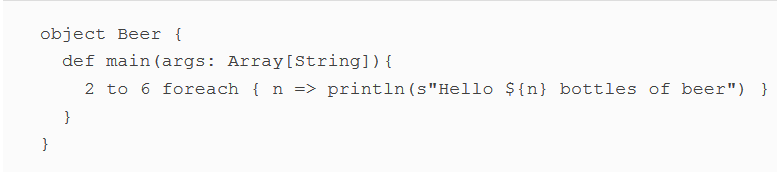 object Beer {
  def main(args: Array[String]){
    2 to 6 foreach { n => println(s"Hello ${n} bottles of beer") }
  }
}